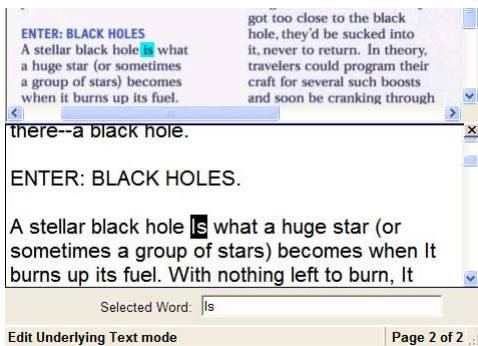 got too close to the black
ENTER: BLACK HOLES
hole, they'd be sucked into
A stellar black hole is what
it, never to return. In theory,
a huge star (or sometimes
travelers could program their
a group of stars) becomes
craft for several such boosts
when it burns up its fuel.
and soon be cranking through
there--a black hole.
ENTER: BLACK HOLES.
A stellar black hole Is what a huge star (or
sometimes a group of stars) becomes when It
burns up its fuel. With nothing left to burn, It
Selected Word: Is
Edit Underlying Text mode
Page 2 of 2